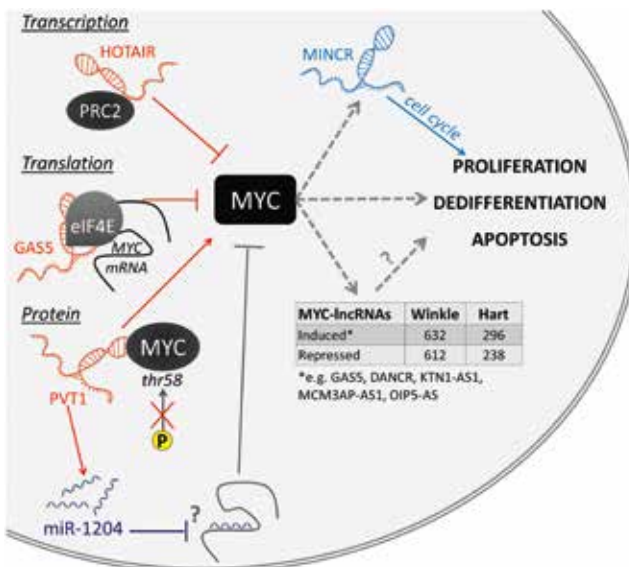 Transcription
HOTAIR
PRC2
MINCR
cell cycle
Translation
eIF4E
GAS5
MYC
mRNA
MYC
PROLIFERATION
DEDIFFERENTIATION
APOPTOSIS
?
Protein
MYC
thr58
PVT1
P
MYC-lncRNAs Winkle Hart
Induced* 632 296
Repressed 612 238
*e.g. GAS5, DANCR, KTN1-AS1,
MCM3AP-AS1, OIP5-AS
miR-1204
?